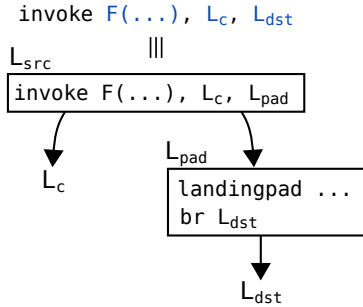 invoke F(...), Lc, Ldst
|||
Lsrc
invoke F(...), Lc, Lpad
Lc
Lpad
landingpad ...
br Ldst
Ldst